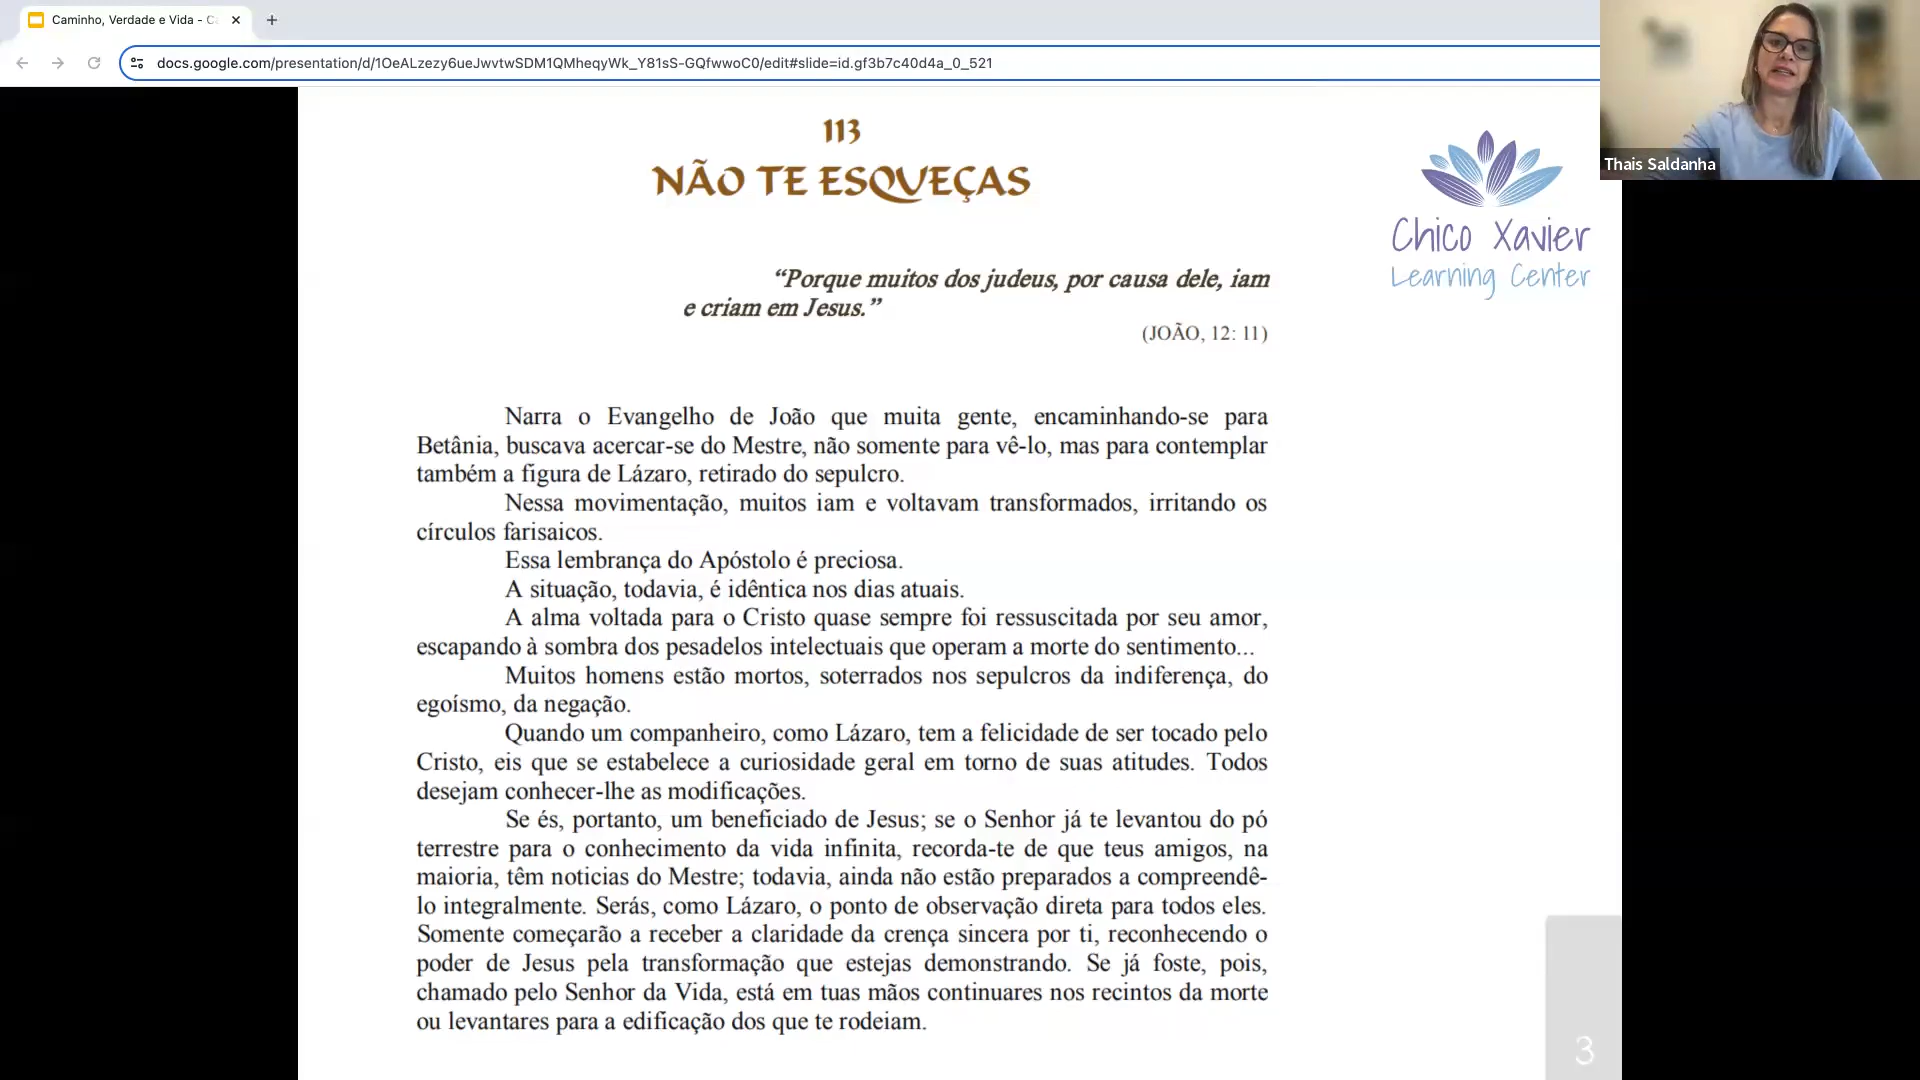 Caminho, Verdade e Vida - C
docs.google.com/presentation/d/1OeALzezy6ueJwvtwSDM1QMheqyWk_Y81sS-GQfwwoC0/edit#slide=id.gf3b7c40d4a_0_521
Thais Saldanha
113
NÃO TE ESQUEÇAS
Chico Xavier
Learning Center
“Porque muitos dos judeus, por causa dele, iam
e criam em Jesus.”
(JOÃO, 12: 11)
Narra o Evangelho de João que muita gente, encaminhando-se para
Betânia, buscava acercar-se do Mestre, não somente para vê-lo, mas para contemplar
também a figura de Lázaro, retirado do sepulcro.
Nessa movimentação, muitos iam e voltavam transformados, irritando os
círculos farisaicos.
Essa lembrança do Apóstolo é preciosa.
A situação, todavia, é idêntica nos dias atuais.
A alma voltada para o Cristo quase sempre foi ressuscitada por seu amor,
escapando à sombra dos pesadelos intelectuais que operam a morte do sentimento...
Muitos homens estão mortos, soterrados nos sepulcros da indiferença, do
egoísmo, da negação.
Quando um companheiro, como Lázaro, tem a felicidade de ser tocado pelo
Cristo, eis que se estabelece a curiosidade geral em torno de suas atitudes. Todos
desejam conhecer-lhe as modificações.
Se és, portanto, um beneficiado de Jesus; se o Senhor já te levantou do pó
terrestre para o conhecimento da vida infinita, recorda-te de que teus amigos, na
maioria, têm noticias do Mestre; todavia, ainda não estão preparados a compreendê-
lo integralmente. Serás, como Lázaro, o ponto de observação direta para todos eles.
Somente começarão a receber a claridade da crença sincera por ti, reconhecendo o
poder de Jesus pela transformação que estejas demonstrando. Se já foste, pois,
chamado pelo Senhor da Vida, está em tuas mãos continuares nos recintos da morte
ou levantares para a edificação dos que te rodeiam.
3